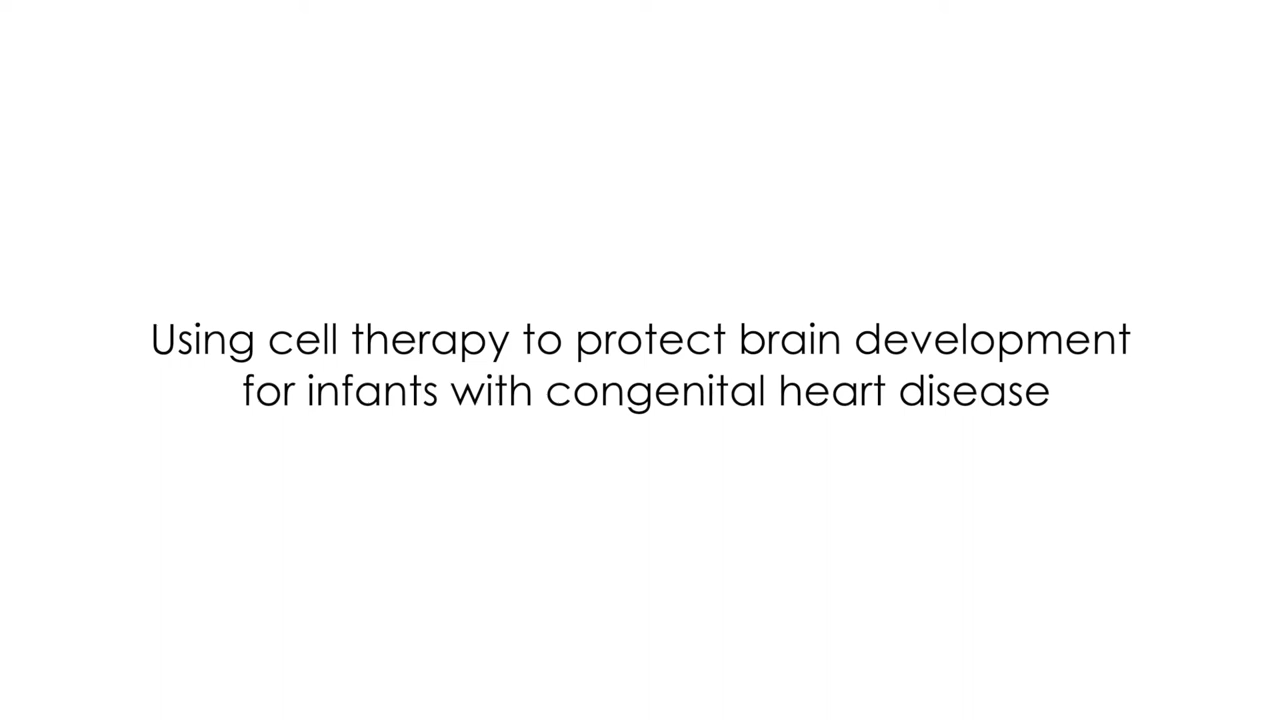 Using cell therapy to protect brain development
for infants with congenital heart disease